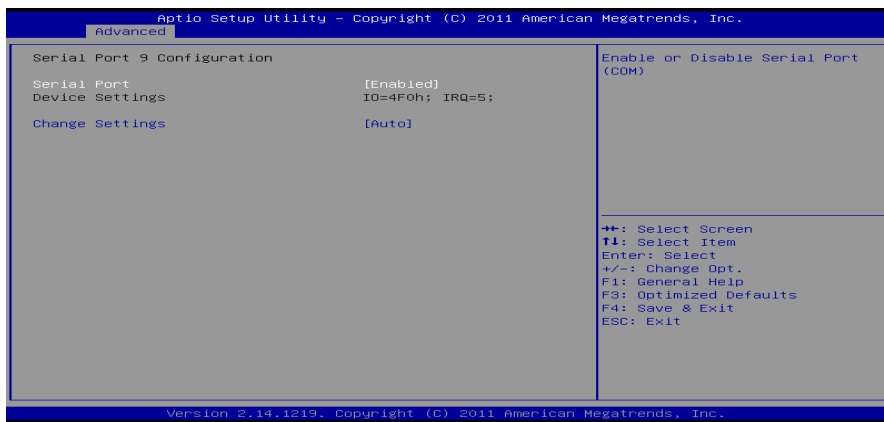 Aptio Setup Utility – Copyright (C) 2011 American Megatrends, Inc.
Advanced
Serial Port 9 Configuration
Serial Port [Enabled]
Device Settings IO=4F0h; IRQ=5;
Change Settings [Auto]
Enable or Disable Serial Port
(COM)
→←: Select Screen
↑↓: Select Item
Enter: Select
+/-: Change Opt.
F1: General Help
F3: Optimized Defaults
F4: Save & Exit
ESC: Exit
Version 2.14.1219. Copyright (C) 2011 American Megatrends, Inc.